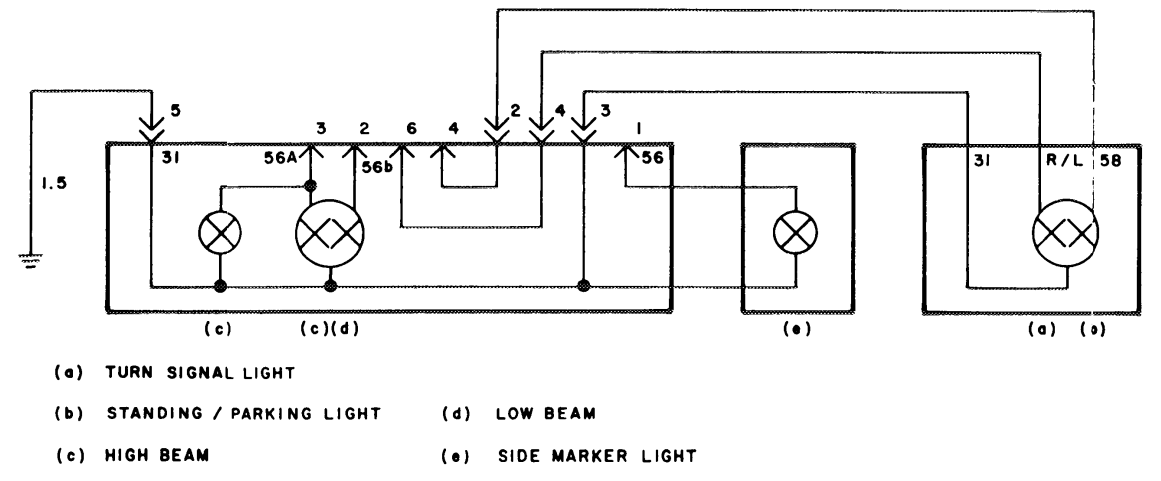 5 3 2 6 4 2 4 3 1
31 56A 56b 56 31 R/L 58
1.5
(c) (c)(d) (e) (a) (b)
(a) TURN SIGNAL LIGHT
(b) STANDING / PARKING LIGHT (d) LOW BEAM
(c) HIGH BEAM (e) SIDE MARKER LIGHT